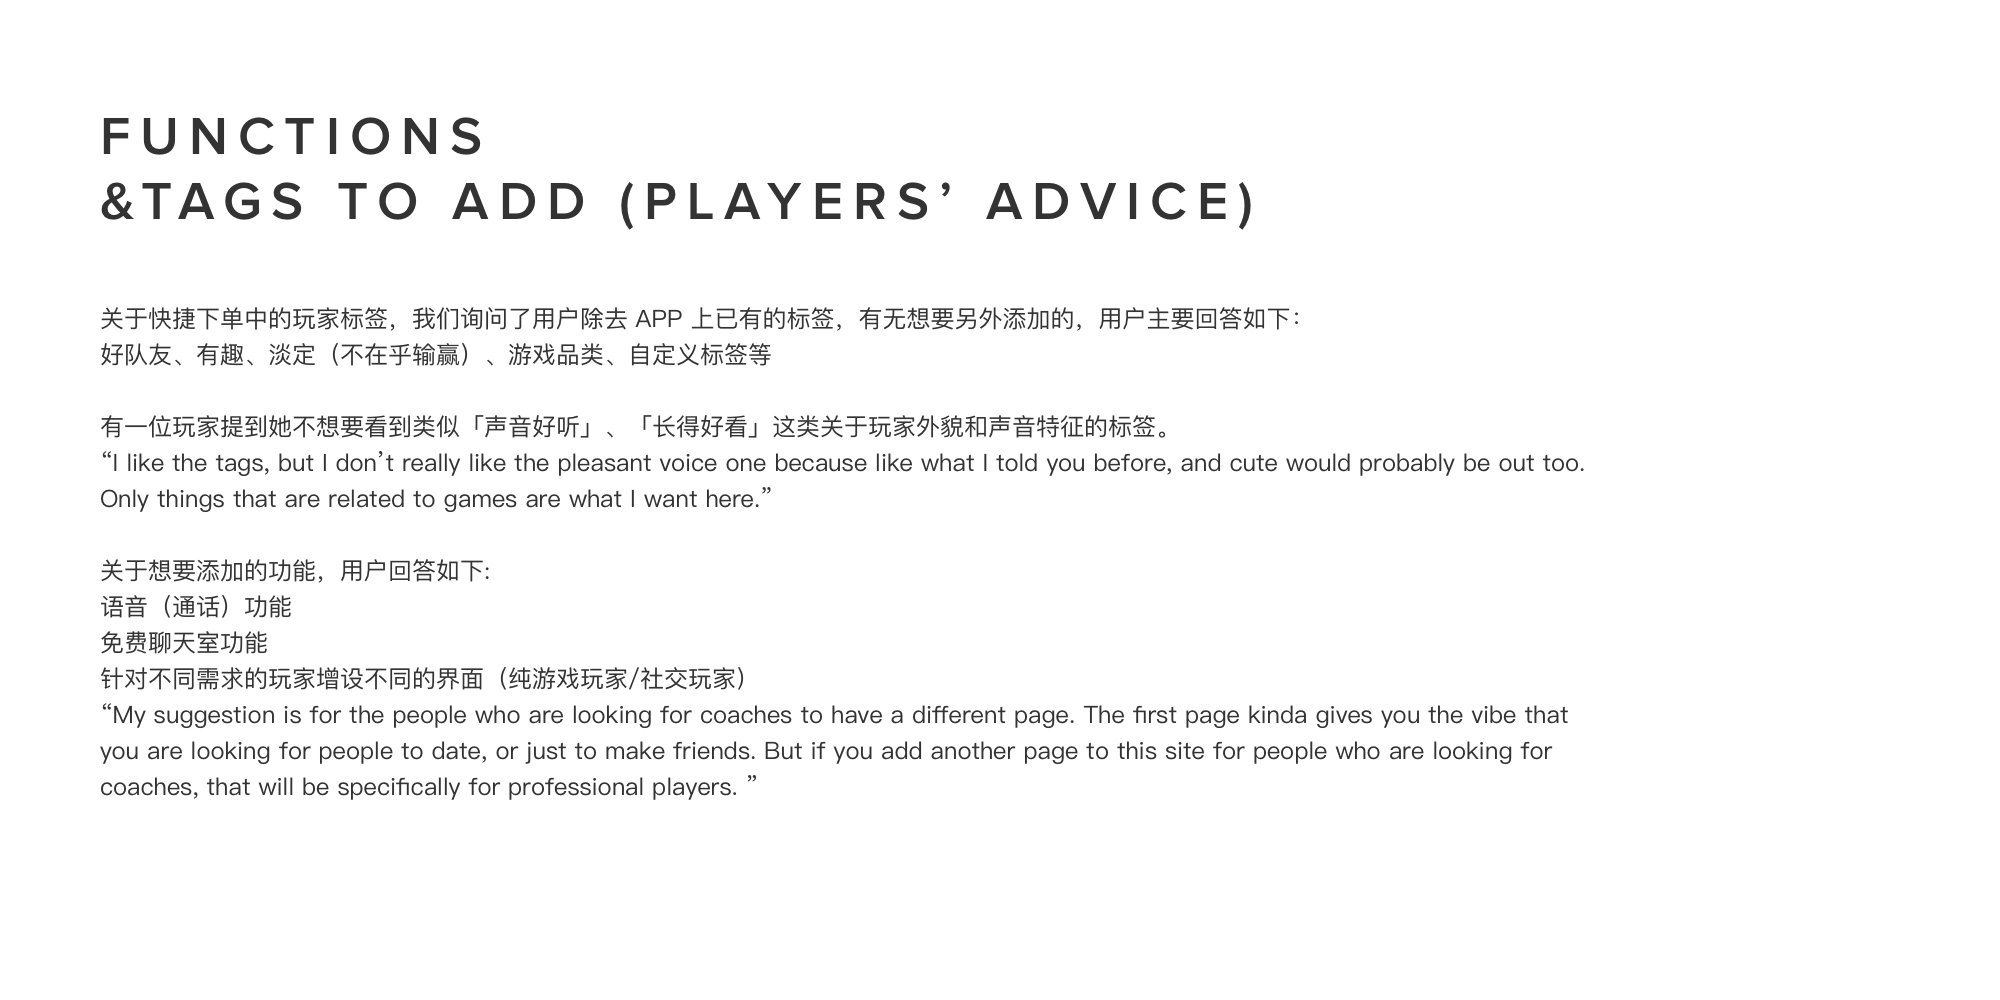 FUNCTIONS
&TAGS TO ADD (PLAYERS’ ADVICE)
关于快捷下单中的玩家标签，我们询问了用户除去 APP 上已有的标签，有无想要另外添加的，用户主要回答如下：
好队友、有趣、淡定（不在乎输赢）、游戏品类、自定义标签等
有一位玩家提到她不想要看到类似「声音好听」、「长得好看」这类关于玩家外貌和声音特征的标签。
“I like the tags, but I don’t really like the pleasant voice one because like what I told you before, and cute would probably be out too.
Only things that are related to games are what I want here.”
关于想要添加的功能，用户回答如下:
语音（通话）功能
免费聊天室功能
针对不同需求的玩家增设不同的界面（纯游戏玩家/社交玩家）
“My suggestion is for the people who are looking for coaches to have a different page. The first page kinda gives you the vibe that
you are looking for people to date, or just to make friends. But if you add another page to this site for people who are looking for
coaches, that will be specifically for professional players. ”